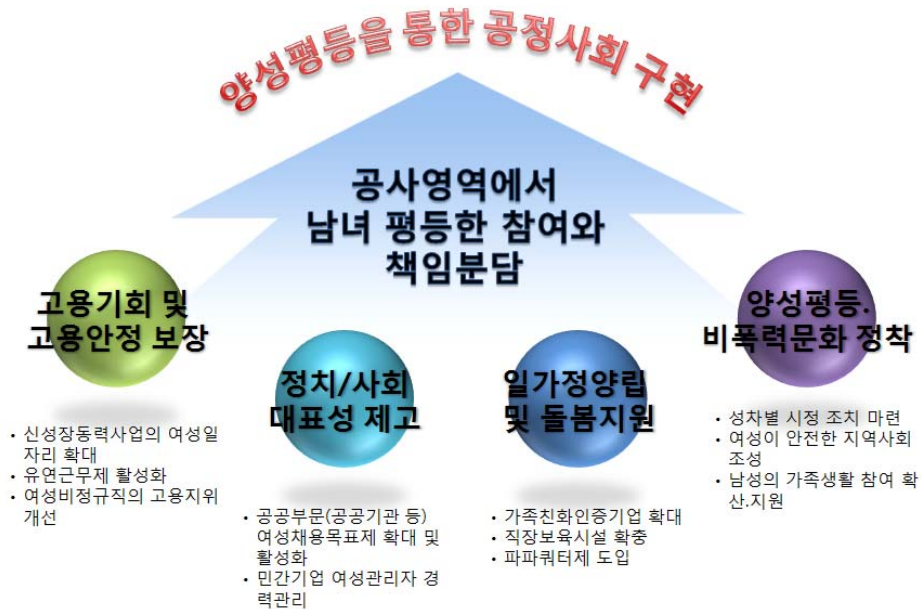 양성평등을 통한 공정사회 구현
공사영역에서
남녀 평등한 참여와
책임분담
고용기회 및
고용안정 보장
• 신성장동력사업의 여성일
자리 확대
• 유연근무제 활성화
• 여성비정규직의 고용지위
개선
정치/사회
대표성 제고
• 공공부문(공공기관 등)
여성채용목표제 확대 및
활성화
• 민간기업 여성관리자 경
력관리
일가정양립
및 돌봄지원
• 가족친화인증기업 확대
• 직장보육시설 확충
• 파파쿼터제 도입
양성평등.
비폭력문화 정착
• 성차별 시정 조치 마련
• 여성이 안전한 지역사회
조성
• 남성의 가족생활 참여 확
산.지원